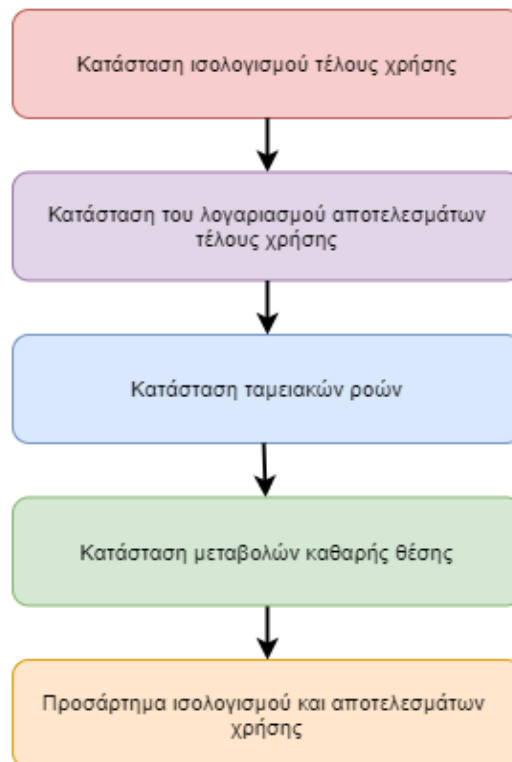 Κατάσταση ισολογισμού τέλους χρήσης
Κατάσταση του λογαριασμού αποτελεσμάτων
τέλους χρήσης
Κατάσταση ταμειακών ροών
Κατάσταση μεταβολών καθαρής θέσης
Προσάρτημα ισολογισμού και αποτελεσμάτων
χρήσης